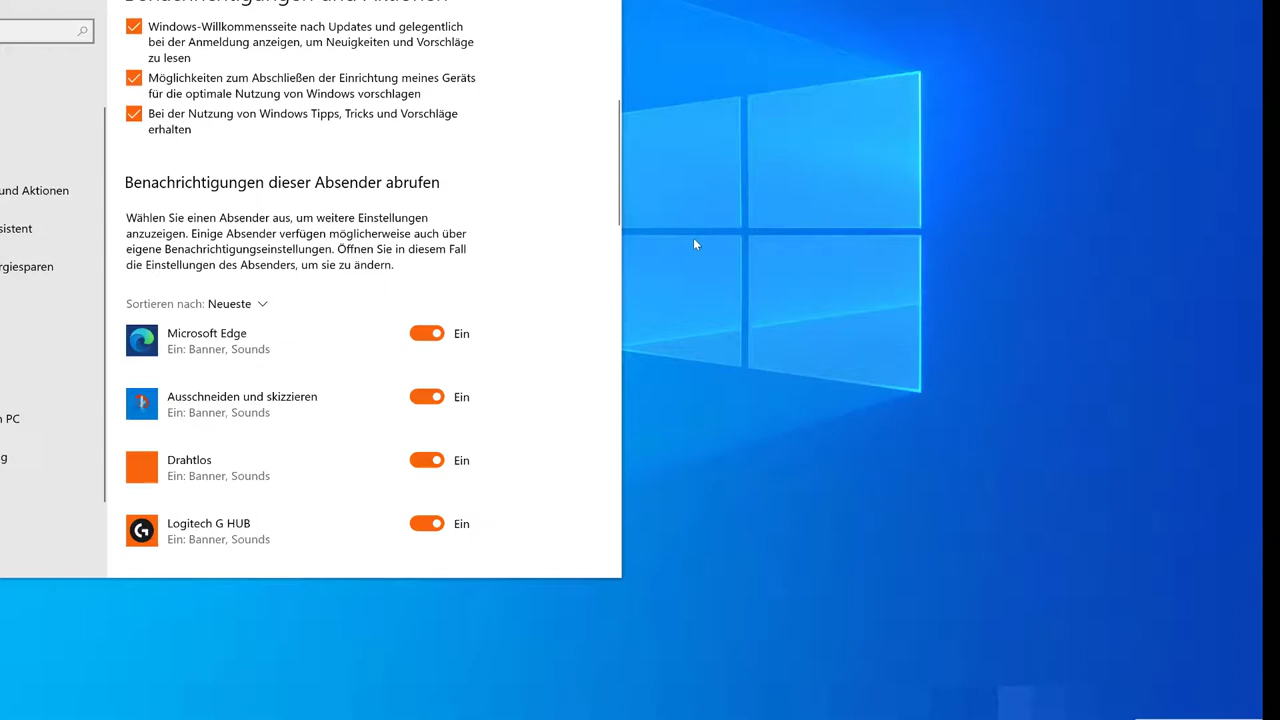 Benachrichtigungen und Aktionen
Windows-Willkommensseite nach Updates und gelegentlich
bei der Anmeldung anzeigen, um Neuigkeiten und Vorschläge
zu lesen
Möglichkeiten zum Abschließen der Einrichtung meines Geräts
für die optimale Nutzung von Windows vorschlagen
Bei der Nutzung von Windows Tipps, Tricks und Vorschläge
erhalten
und Aktionen
sistent
rgiesparen
n PC
g
Benachrichtigungen dieser Absender abrufen
Wählen Sie einen Absender aus, um weitere Einstellungen
anzuzeigen. Einige Absender verfügen möglicherweise auch über
eigene Benachrichtigungseinstellungen. Öffnen Sie in diesem Fall
die Einstellungen des Absenders, um sie zu ändern.
Sortieren nach: Neueste
Microsoft Edge
Ein: Banner, Sounds
Ein
Ausschneiden und skizzieren
Ein: Banner, Sounds
Ein
Drahtlos
Ein: Banner, Sounds
Ein
Logitech G HUB
Ein: Banner, Sounds
Ein